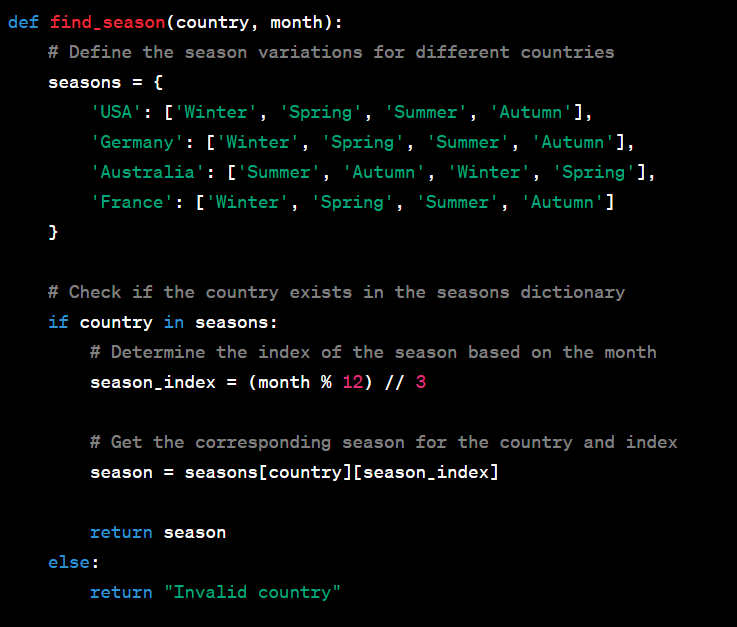 def find_season(country, month):
    # Define the season variations for different countries
    seasons = {
        'USA': ['Winter', 'Spring', 'Summer', 'Autumn'],
        'Germany': ['Winter', 'Spring', 'Summer', 'Autumn'],
        'Australia': ['Summer', 'Autumn', 'Winter', 'Spring'],
        'France': ['Winter', 'Spring', 'Summer', 'Autumn']
    }
    # Check if the country exists in the seasons dictionary
    if country in seasons:
        # Determine the index of the season based on the month
        season_index = (month % 12) // 3
        # Get the corresponding season for the country and index
        season = seasons[country][season_index]
        return season
    else:
        return "Invalid country"